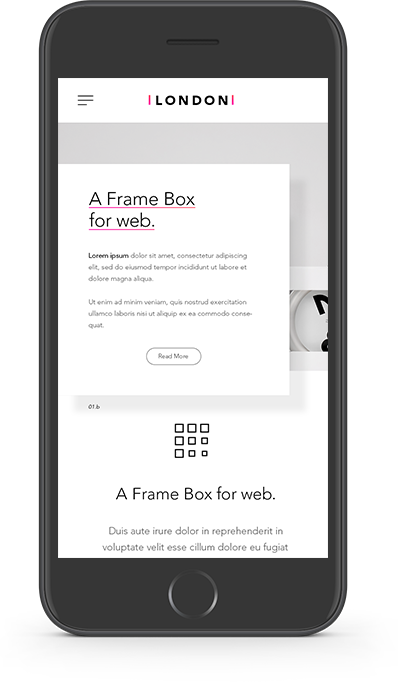 |LONDON|
A Frame Box
for web.
Lorem ipsum dolor sit amet, consectetur adipiscing
elit, sed do eiusmod tempor incididunt ut labore et
dolore magna aliqua.
Ut enim ad minim veniam, quis nostrud exercitation
ullamco laboris nisi ut aliquip ex ea commodo conse-
quat.
Read More
01.b
A Frame Box for web.
Duis aute irure dolor in reprehenderit in
voluptate velit esse cillum dolore eu fugiat